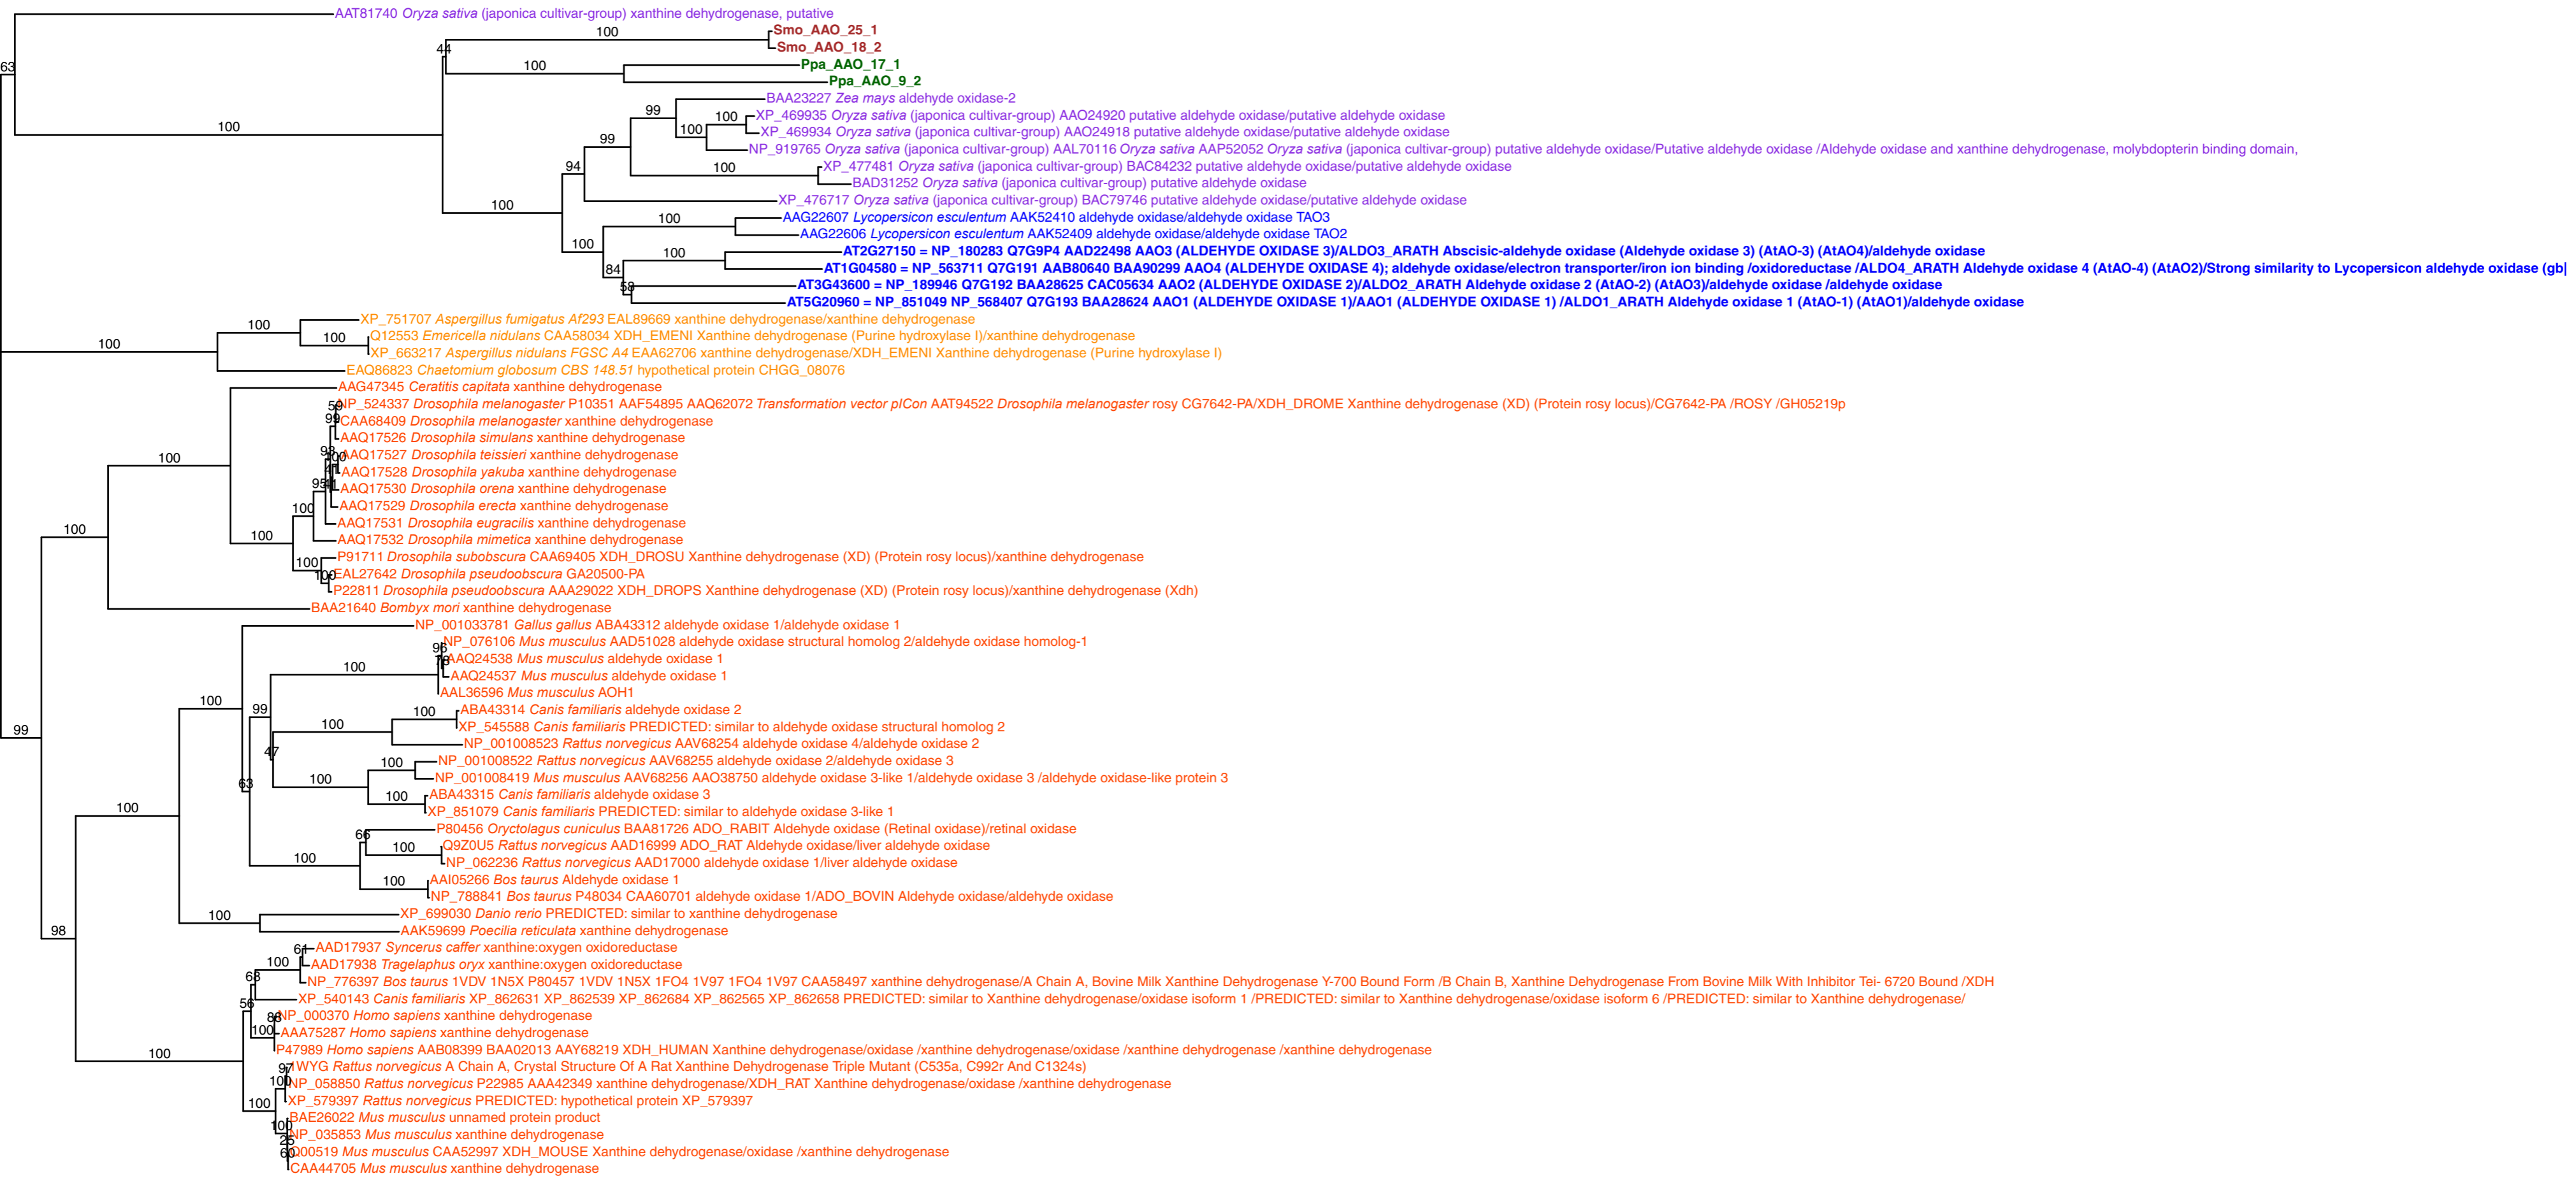 AAT81740 Oryza sativa (japonica cultivar-group) xanthine dehydrogenase, putative
100 Smo_AAO_25_1
44
Smo_AAO_18_2
63 100 Ppa_AAO_17_1
Ppa_AAO_9_2
BAA23227 Zea mays aldehyde oxidase-2
99
100 XP_469935 Oryza sativa (japonica cultivar-group) AAO24920 putative aldehyde oxidase/putative aldehyde oxidase
100 100 XP_469934 Oryza sativa (japonica cultivar-group) AAO24918 putative aldehyde oxidase/putative aldehyde oxidase
99 NP_919765 Oryza sativa (japonica cultivar-group) AAL70116 Oryza sativa AAP52052 Oryza sativa (japonica cultivar-group) putative aldehyde oxidase/Putative aldehyde oxidase /Aldehyde oxidase and xanthine dehydrogenase, molybdopterin binding domain,
94 100 XP_477481 Oryza sativa (japonica cultivar-group) BAC84232 putative aldehyde oxidase/putative aldehyde oxidase
BAD31252 Oryza sativa (japonica cultivar-group) putative aldehyde oxidase
100 XP_476717 Oryza sativa (japonica cultivar-group) BAC79746 putative aldehyde oxidase/putative aldehyde oxidase
100 AAG22607 Lycopersicon esculentum AAK52410 aldehyde oxidase/aldehyde oxidase TAO3
AAG22606 Lycopersicon esculentum AAK52409 aldehyde oxidase/aldehyde oxidase TAO2
100 100 AT2G27150 = NP_180283 Q7G9P4 AAD22498 AAO3 (ALDEHYDE OXIDASE 3)/ALDO3_ARATH Abscisic-aldehyde oxidase (Aldehyde oxidase 3) (AtAO-3) (AtAO4)/aldehyde oxidase
84 AT1G04580 = NP_563711 Q7G191 AAB80640 BAA90299 AAO4 (ALDEHYDE OXIDASE 4); aldehyde oxidase/electron transporter/iron ion binding /oxidoreductase /ALDO4_ARATH Aldehyde oxidase 4 (AtAO-4) (AtAO2)/Strong similarity to Lycopersicon aldehyde oxidase (gb|
AT3G43600 = NP_189946 Q7G192 BAA28625 CAC05634 AAO2 (ALDEHYDE OXIDASE 2)/ALDO2_ARATH Aldehyde oxidase 2 (AtAO-2) (AtAO3)/aldehyde oxidase /aldehyde oxidase
AT5G20960 = NP_851049 NP_568407 Q7G193 BAA28624 AAO1 (ALDEHYDE OXIDASE 1)/AAO1 (ALDEHYDE OXIDASE 1) /ALDO1_ARATH Aldehyde oxidase 1 (AtAO-1) (AtAO1)/aldehyde oxidase
100 XP_751707 Aspergillus fumigatus Af293 EAL89669 xanthine dehydrogenase/xanthine dehydrogenase
100 100 Q12553 Emericella nidulans CAA58034 XDH_EMENI Xanthine dehydrogenase (Purine hydroxylase I)/xanthine dehydrogenase
XP_663217 Aspergillus nidulans FGSC A4 EAA62706 xanthine dehydrogenase/XDH_EMENI Xanthine dehydrogenase (Purine hydroxylase I)
EAQ86823 Chaetomium globosum CBS 148.51 hypothetical protein CHGG_08076
AAG47345 Ceratitis capitata xanthine dehydrogenase
NP_524337 Drosophila melanogaster P10351 AAF54895 AAQ62072 Transformation vector pICon AAT94522 Drosophila melanogaster rosy CG7642-PA/XDH_DROME Xanthine dehydrogenase (XD) (Protein rosy locus)/CG7642-PA /ROSY /GH05219p
CAA68409 Drosophila melanogaster xanthine dehydrogenase
AAQ17526 Drosophila simulans xanthine dehydrogenase
100 AAQ17527 Drosophila teissieri xanthine dehydrogenase
AAQ17528 Drosophila yakuba xanthine dehydrogenase
95 AAQ17530 Drosophila orena xanthine dehydrogenase
100 AAQ17529 Drosophila erecta xanthine dehydrogenase
100 AAQ17531 Drosophila eugracilis xanthine dehydrogenase
100 AAQ17532 Drosophila mimetica xanthine dehydrogenase
100 P91711 Drosophila subobscura CAA69405 XDH_DROSU Xanthine dehydrogenase (XD) (Protein rosy locus)/xanthine dehydrogenase
100 EAL27642 Drosophila pseudoobscura GA20500-PA
P22811 Drosophila pseudoobscura AAA29022 XDH_DROPS Xanthine dehydrogenase (XD) (Protein rosy locus)/xanthine dehydrogenase (Xdh)
BAA21640 Bombyx mori xanthine dehydrogenase
NP_001033781 Gallus gallus ABA43312 aldehyde oxidase 1/aldehyde oxidase 1
96 NP_076106 Mus musculus AAD51028 aldehyde oxidase structural homolog 2/aldehyde oxidase homolog-1
100 AAQ24538 Mus musculus aldehyde oxidase 1
AAQ24537 Mus musculus aldehyde oxidase 1
AAL36596 Mus musculus AOH1
100 99 100 ABA43314 Canis familiaris aldehyde oxidase 2
99 100 XP_545588 Canis familiaris PREDICTED: similar to aldehyde oxidase structural homolog 2
47 NP_001008523 Rattus norvegicus AAV68254 aldehyde oxidase 4/aldehyde oxidase 2
100 NP_001008522 Rattus norvegicus AAV68255 aldehyde oxidase 2/aldehyde oxidase 3
63 100 NP_001008419 Mus musculus AAV68256 AAO38750 aldehyde oxidase 3-like 1/aldehyde oxidase 3 /aldehyde oxidase-like protein 3
100 ABA43315 Canis familiaris aldehyde oxidase 3
100 XP_851079 Canis familiaris PREDICTED: similar to aldehyde oxidase 3-like 1
66 P80456 Oryctolagus cuniculus BAA81726 ADO_RABIT Aldehyde oxidase (Retinal oxidase)/retinal oxidase
100 Q9Z0U5 Rattus norvegicus AAD16999 ADO_RAT Aldehyde oxidase/liver aldehyde oxidase
100 NP_062236 Rattus norvegicus AAD17000 aldehyde oxidase 1/liver aldehyde oxidase
100 AAI05266 Bos taurus Aldehyde oxidase 1
NP_788841 Bos taurus P48034 CAA60701 aldehyde oxidase 1/ADO_BOVIN Aldehyde oxidase/aldehyde oxidase
100 XP_699030 Danio rerio PREDICTED: similar to xanthine dehydrogenase
98 AAK59699 Poecilia reticulata xanthine dehydrogenase
61 AAD17937 Syncerus caffer xanthine:oxygen oxidoreductase
100 AAD17938 Tragelaphus oryx xanthine:oxygen oxidoreductase
68 NP_776397 Bos taurus 1VDV 1N5X P80457 1VDV 1N5X 1FO4 1V97 1FO4 1V97 CAA58497 xanthine dehydrogenase/A Chain A, Bovine Milk Xanthine Dehydrogenase Y-700 Bound Form /B Chain B, Xanthine Dehydrogenase From Bovine Milk With Inhibitor Tei- 6720 Bound /XDH
56 XP_540143 Canis familiaris XP_862631 XP_862539 XP_862684 XP_862565 XP_862658 PREDICTED: similar to Xanthine dehydrogenase/oxidase isoform 1 /PREDICTED: similar to Xanthine dehydrogenase/oxidase isoform 6 /PREDICTED: similar to Xanthine dehydrogenase/
NP_000370 Homo sapiens xanthine dehydrogenase
100 AAA75287 Homo sapiens xanthine dehydrogenase
100 P47989 Homo sapiens AAB08399 BAA02013 AAY68219 XDH_HUMAN Xanthine dehydrogenase/oxidase /xanthine dehydrogenase/oxidase /xanthine dehydrogenase /xanthine dehydrogenase
97 1WYG Rattus norvegicus A Chain A, Crystal Structure Of A Rat Xanthine Dehydrogenase Triple Mutant (C535a, C992r And C1324s)
100 NP_058850 Rattus norvegicus P22985 AAA42349 xanthine dehydrogenase/XDH_RAT Xanthine dehydrogenase/oxidase /xanthine dehydrogenase
100 XP_579397 Rattus norvegicus PREDICTED: hypothetical protein XP_579397
BAE26022 Mus musculus unnamed protein product
100 NP_035853 Mus musculus xanthine dehydrogenase
60 Q00519 Mus musculus CAA52997 XDH_MOUSE Xanthine dehydrogenase/oxidase /xanthine dehydrogenase
CAA44705 Mus musculus xanthine dehydrogenase